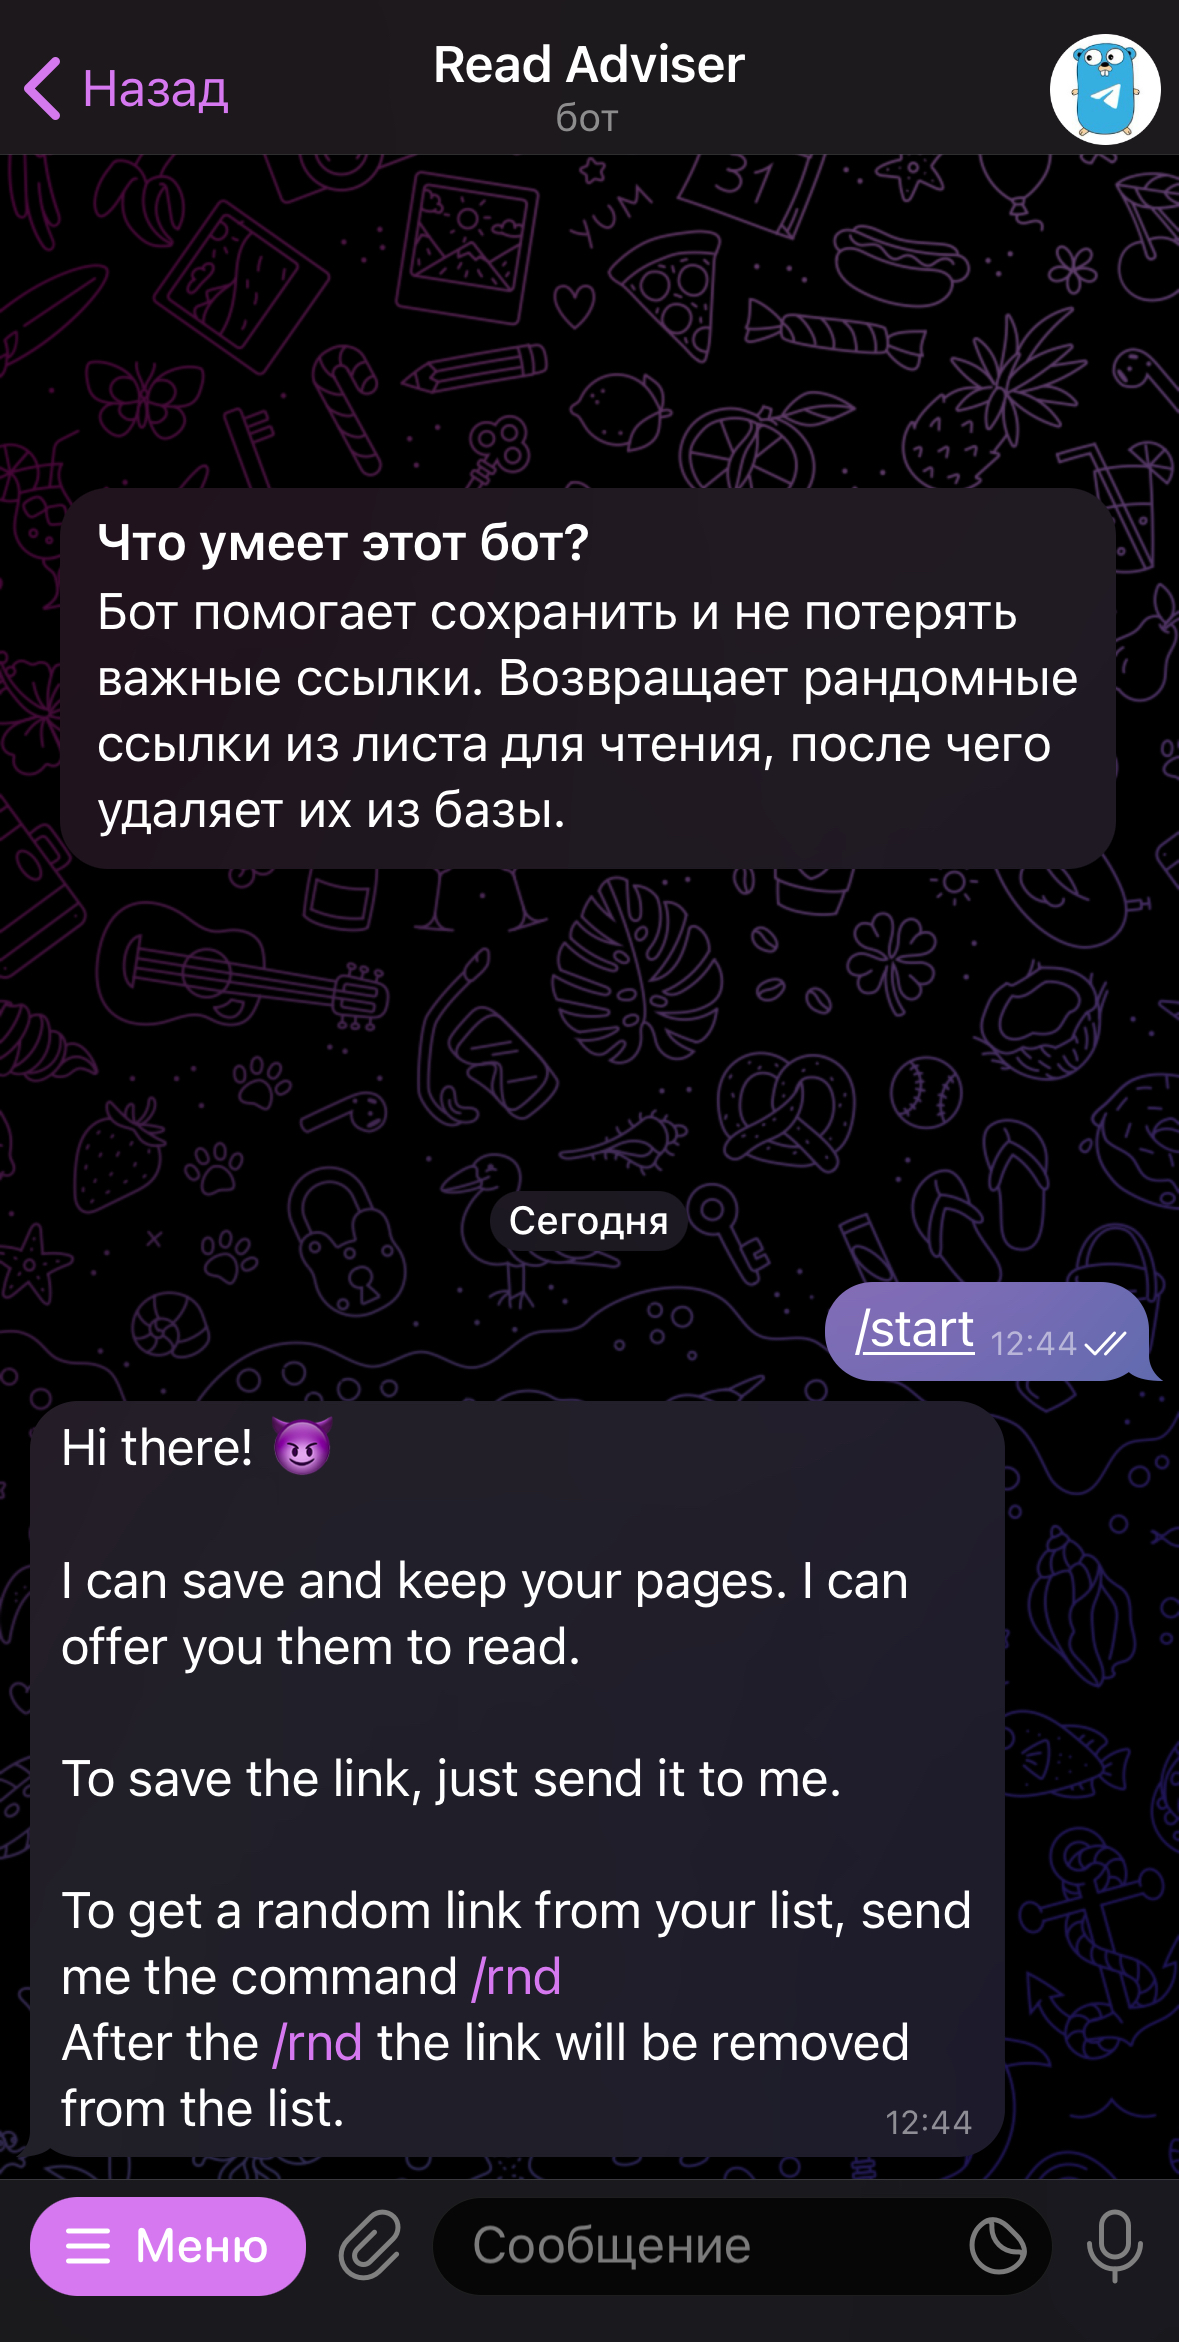 Назад
Read Adviser
бот
YUM
31
Что умеет этот бот?
Бот помогает сохранить и не потерять
важные ссылки. Возвращает рандомные
ссылки из листа для чтения, после чего
удаляет их из базы.
Сегодня
/start 12:44
Hi there! 😈
I can save and keep your pages. I can
offer you them to read.
To save the link, just send it to me.
To get a random link from your list, send
me the command /rnd
After the /rnd the link will be removed
from the list.
12:44
Меню
Сообщение